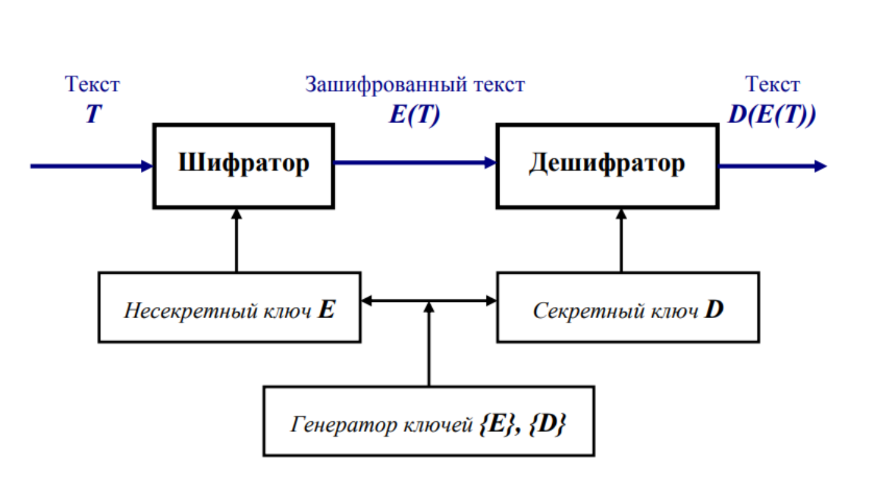 Текст
T
Зашифрованный текст
E(T)
Текст
D(E(T))
Шифратор
Дешифратор
Несекретный ключ E
Секретный ключ D
Генератор ключей {E}, {D}